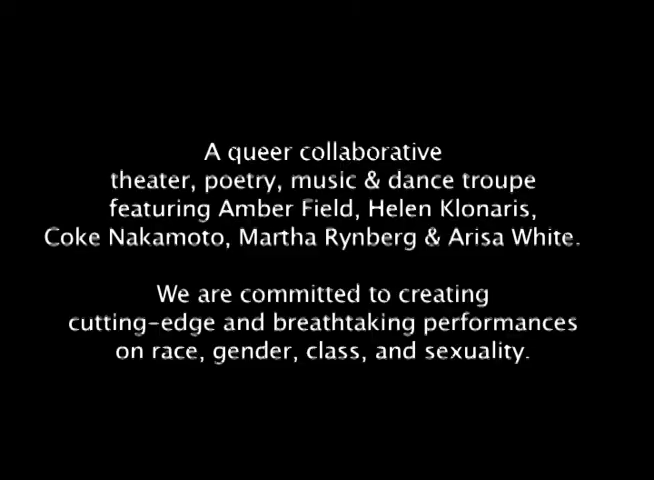 A queer collaborative
theater, poetry, music & dance troupe
featuring Amber Field, Helen Klonaris,
Coke Nakamoto, Martha Rynberg & Arisa White.
We are committed to creating
cutting-edge and breathtaking performances
on race, gender, class, and sexuality.